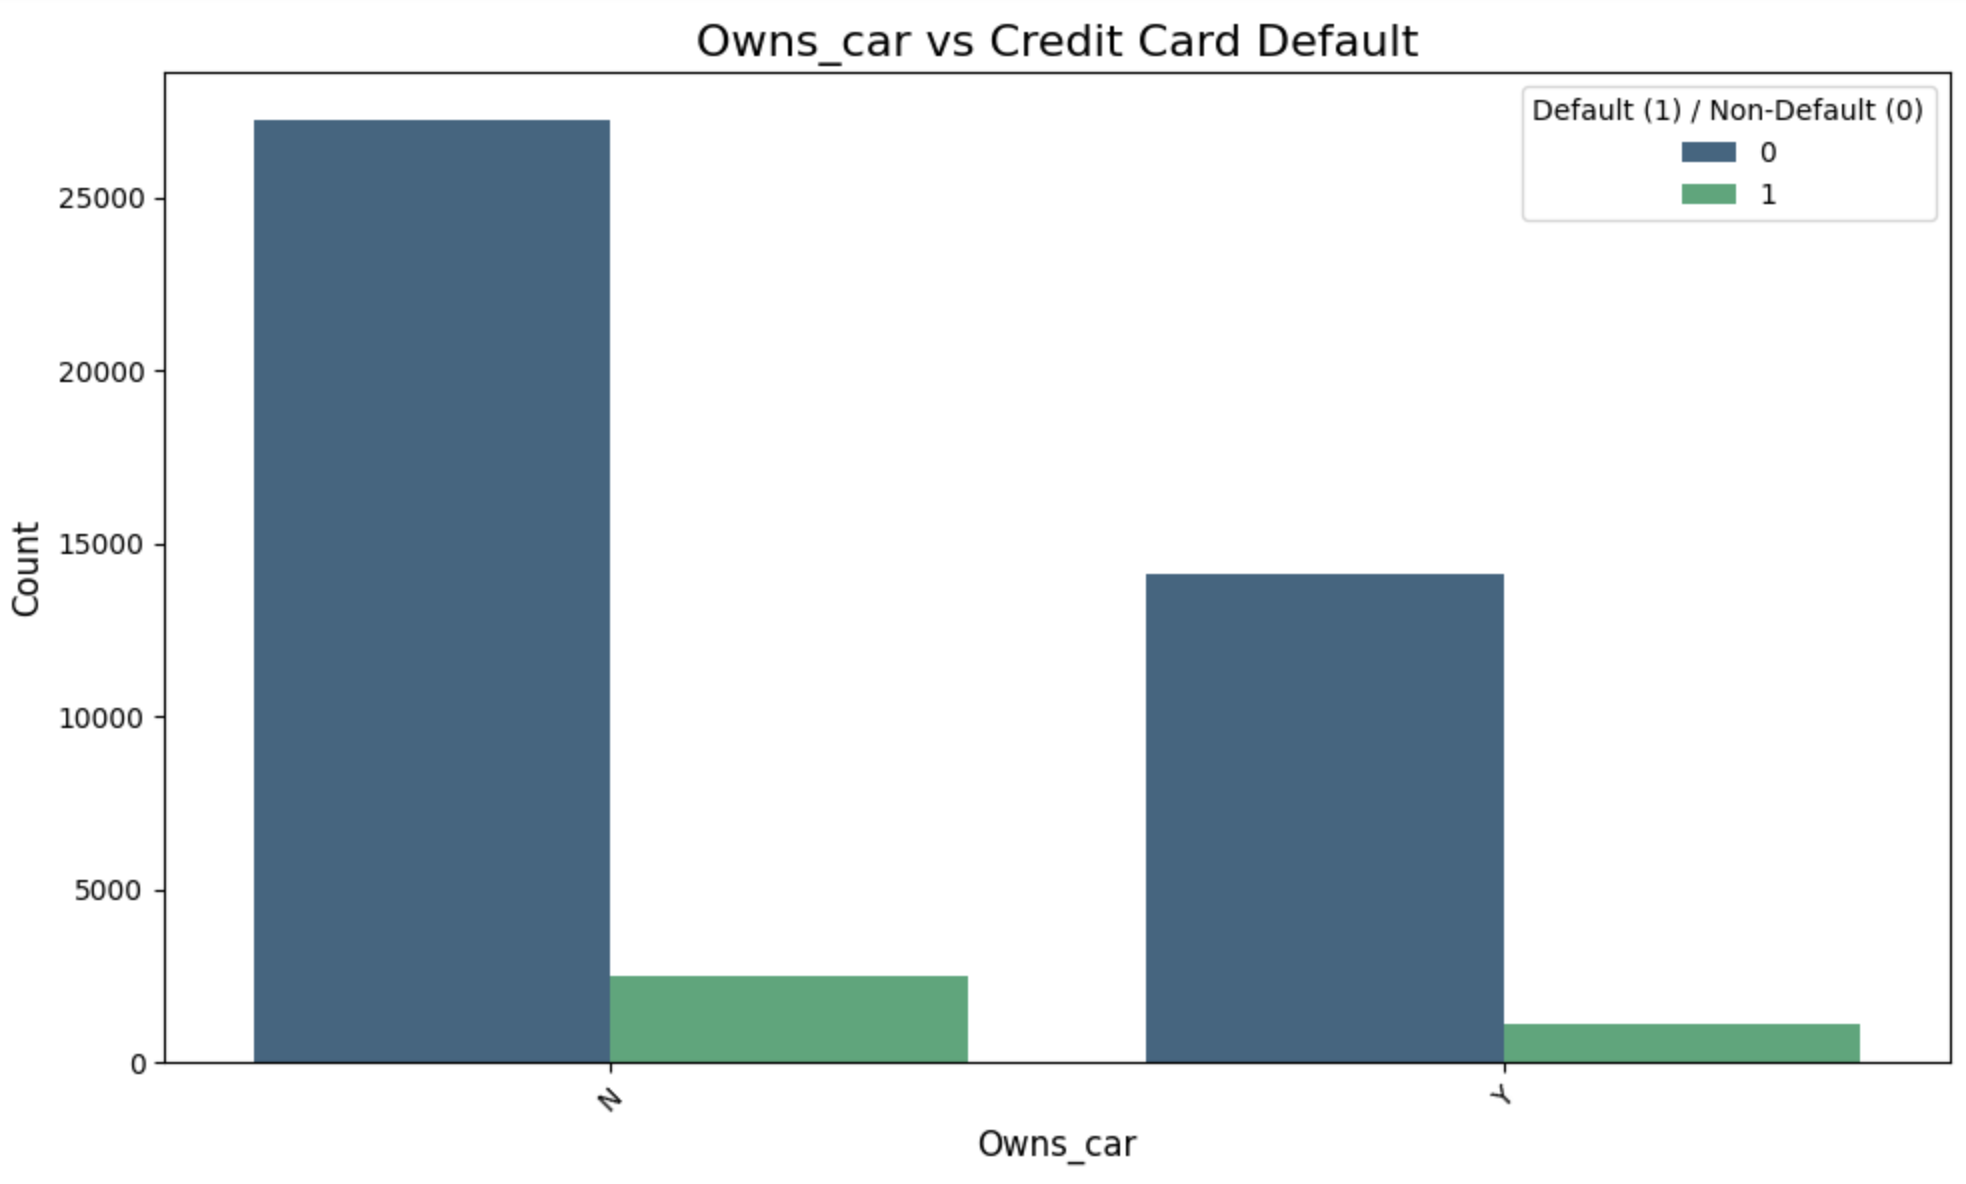 Owns_car vs Credit Card Default
Default (1) / Non-Default (0)
0
1
25000
20000
15000
10000
5000
0
Count
N
Y
Owns_car